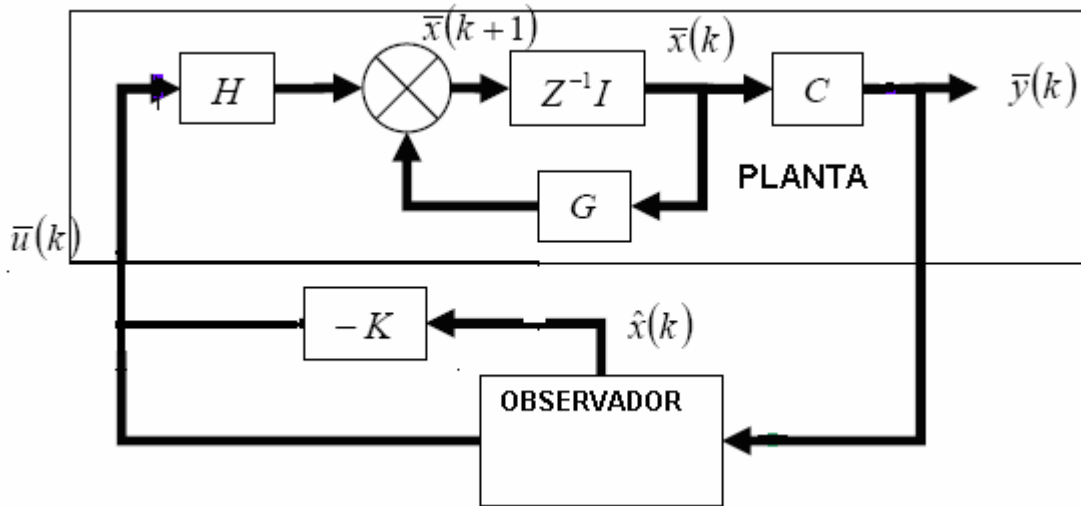 x̅(k+1)
x̅(k)
H
Z⁻¹I
C
y̅(k)
PLANTA
G
u̅(k)
−K
x̂(k)
OBSERVADOR